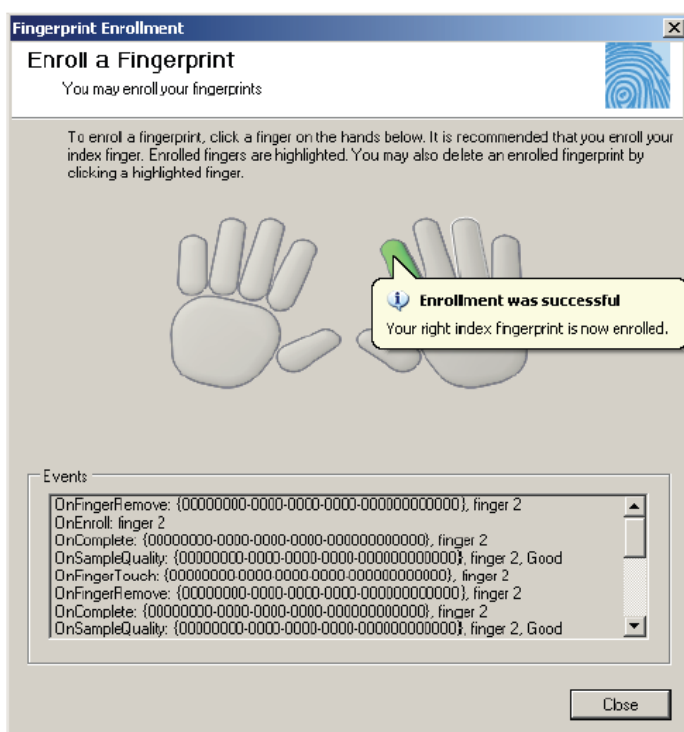 Fingerprint Enrollment
Enroll a Fingerprint
You may enroll your fingerprints
To enroll a fingerprint, click a finger on the hands below. It is recommended that you enroll your
index finger. Enrolled fingers are highlighted. You may also delete an enrolled fingerprint by
clicking a highlighted finger.
Enrollment was successful
Your right index fingerprint is now enrolled.
Events
OnFingerRemove: {00000000-0000-0000-0000-000000000000}, finger 2
OnEnroll: finger 2
OnComplete: {00000000-0000-0000-0000-000000000000}, finger 2
OnSampleQuality: {00000000-0000-0000-0000-000000000000}, finger 2, Good
OnFingerTouch: {00000000-0000-0000-0000-000000000000}, finger 2
OnFingerRemove: {00000000-0000-0000-0000-000000000000}, finger 2
OnComplete: {00000000-0000-0000-0000-000000000000}, finger 2
OnSampleQuality: {00000000-0000-0000-0000-000000000000}, finger 2, Good
Close